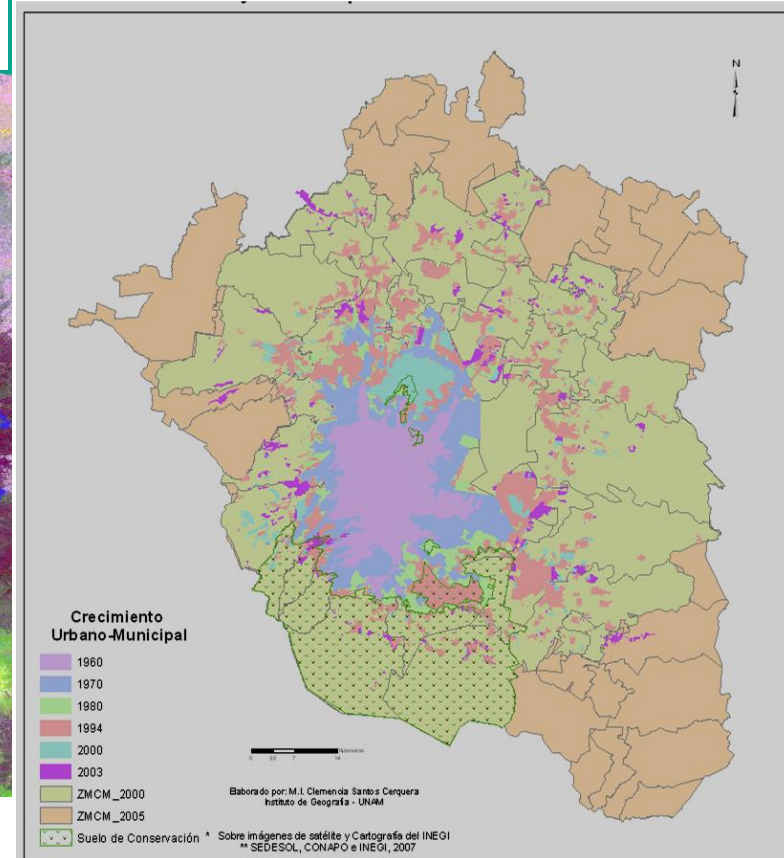 N
Crecimiento
Urbano-Municipal
1960
1970
1980
1994
2000
2003
ZMCM_2000
ZMCM_2005
Suelo de Conservación
Elaborado por: M.I. Clemencia Santos Cerquera
Instituto de Geografía - UNAM
* Sobre imágenes de satélite y Cartografía del INEGI
** SEDESOL, CONAPO e INEGI, 2007